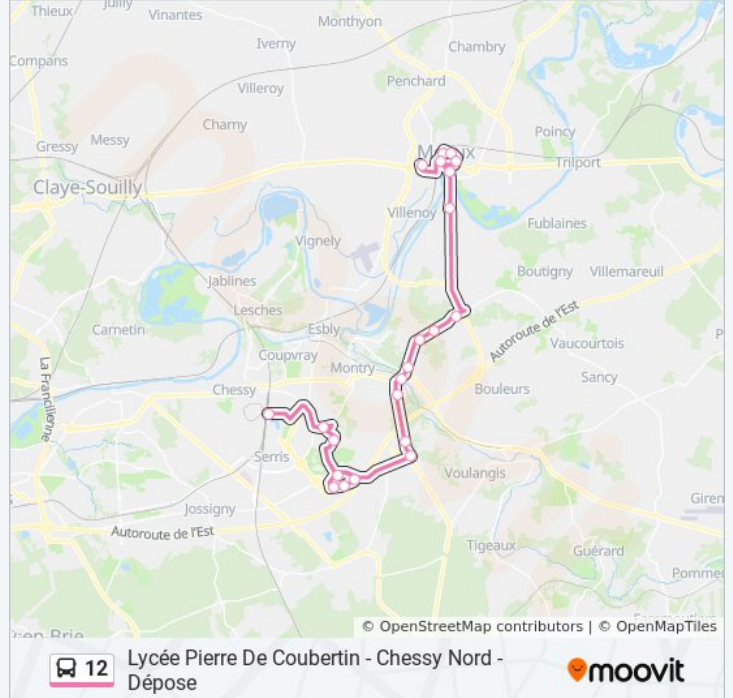 Thieux
Juilly
Vinantes
Monthyon
Compans
Iverny
Chambry
Villeroy
Penchard
Charny
Gressy
Messy
Poincy
Trilport
Claye-Souilly
Villenoy
Fublaines
Vignely
Jablines
Boutigny
Villemareuil
Lesches
Autoroute de l'Est
Carnetin
Esbly
Vaucourtois
Coupvray
La Francilienne
Montry
Sancy
Chessy
Bouleurs
Serris
Voulangis
Jossigny
Autoroute de l'Est
Tigeaux
Guérard
© OpenStreetMap contributors | © OpenMapTiles
12
Lycée Pierre De Coubertin - Chessy Nord -
Dépose
moovit